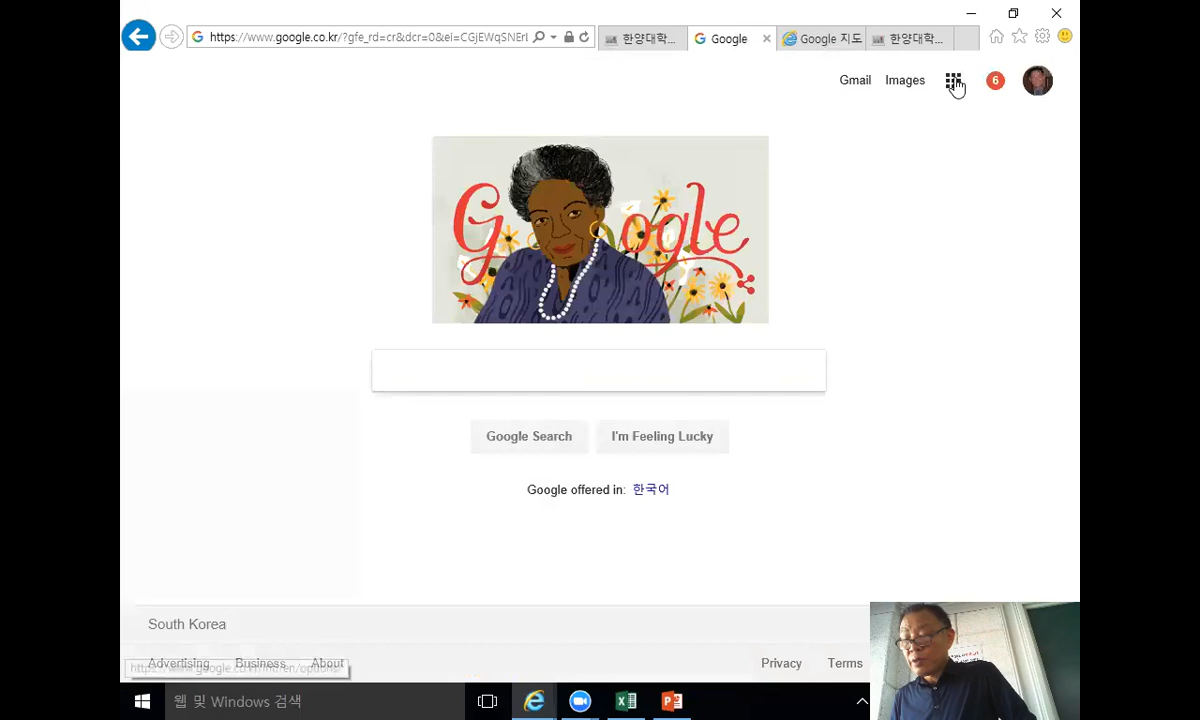 https://www.google.co.kr/?gfe_rd=cr&dcr=0&ei=CGjEWqSNErl
한양대학...
Google
Google 지도
한양대학...
Gmail
Images
6
Google
Google Search
I'm Feeling Lucky
Google offered in: 한국어
South Korea
Advertising
Business
About
Privacy
Terms
웹 및 Windows 검색